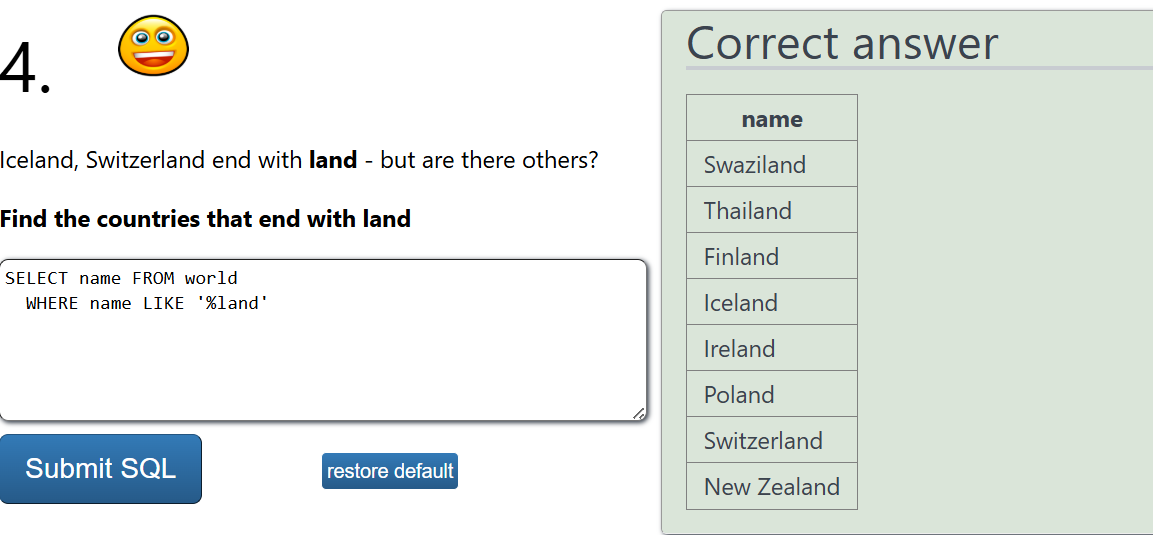 4.
Iceland, Switzerland end with land - but are there others?
Find the countries that end with land
SELECT name FROM world
WHERE name LIKE '%land'
Submit SQL
restore default
Correct answer
name
Swaziland
Thailand
Finland
Iceland
Ireland
Poland
Switzerland
New Zealand